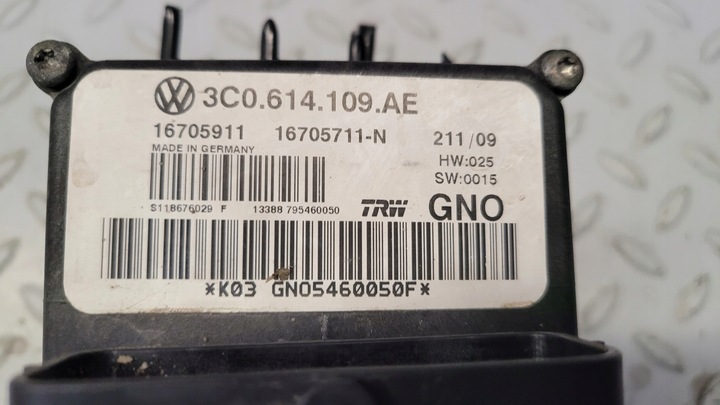 3C0.614.109.AE
16705911 16705711-N 211/09
MADE IN GERMANY HW:025
SW:0015
S118676029 F 13388 795460050 TRW GNO
*K03 GNO5460050F*